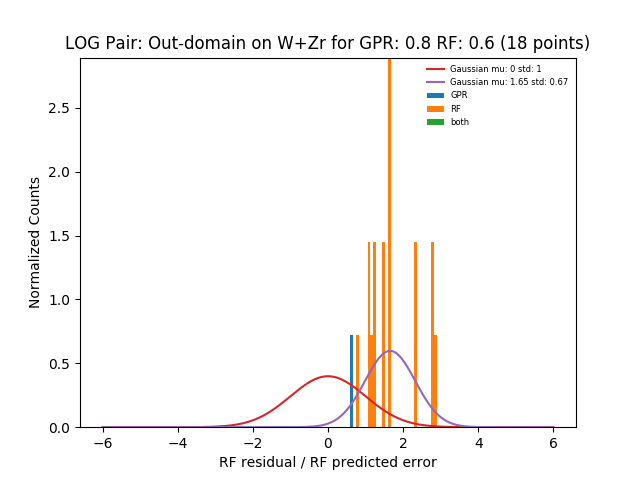 LOG Pair: Out-domain on W+Zr for GPR: 0.8 RF: 0.6 (18 points)
Gaussian mu: 0 std: 1
Gaussian mu: 1.65 std: 0.67
GPR
RF
both
Normalized Counts
2.5
2.0
1.5
1.0
0.5
0.0
−6 −4 −2 0 2 4 6
RF residual / RF predicted error